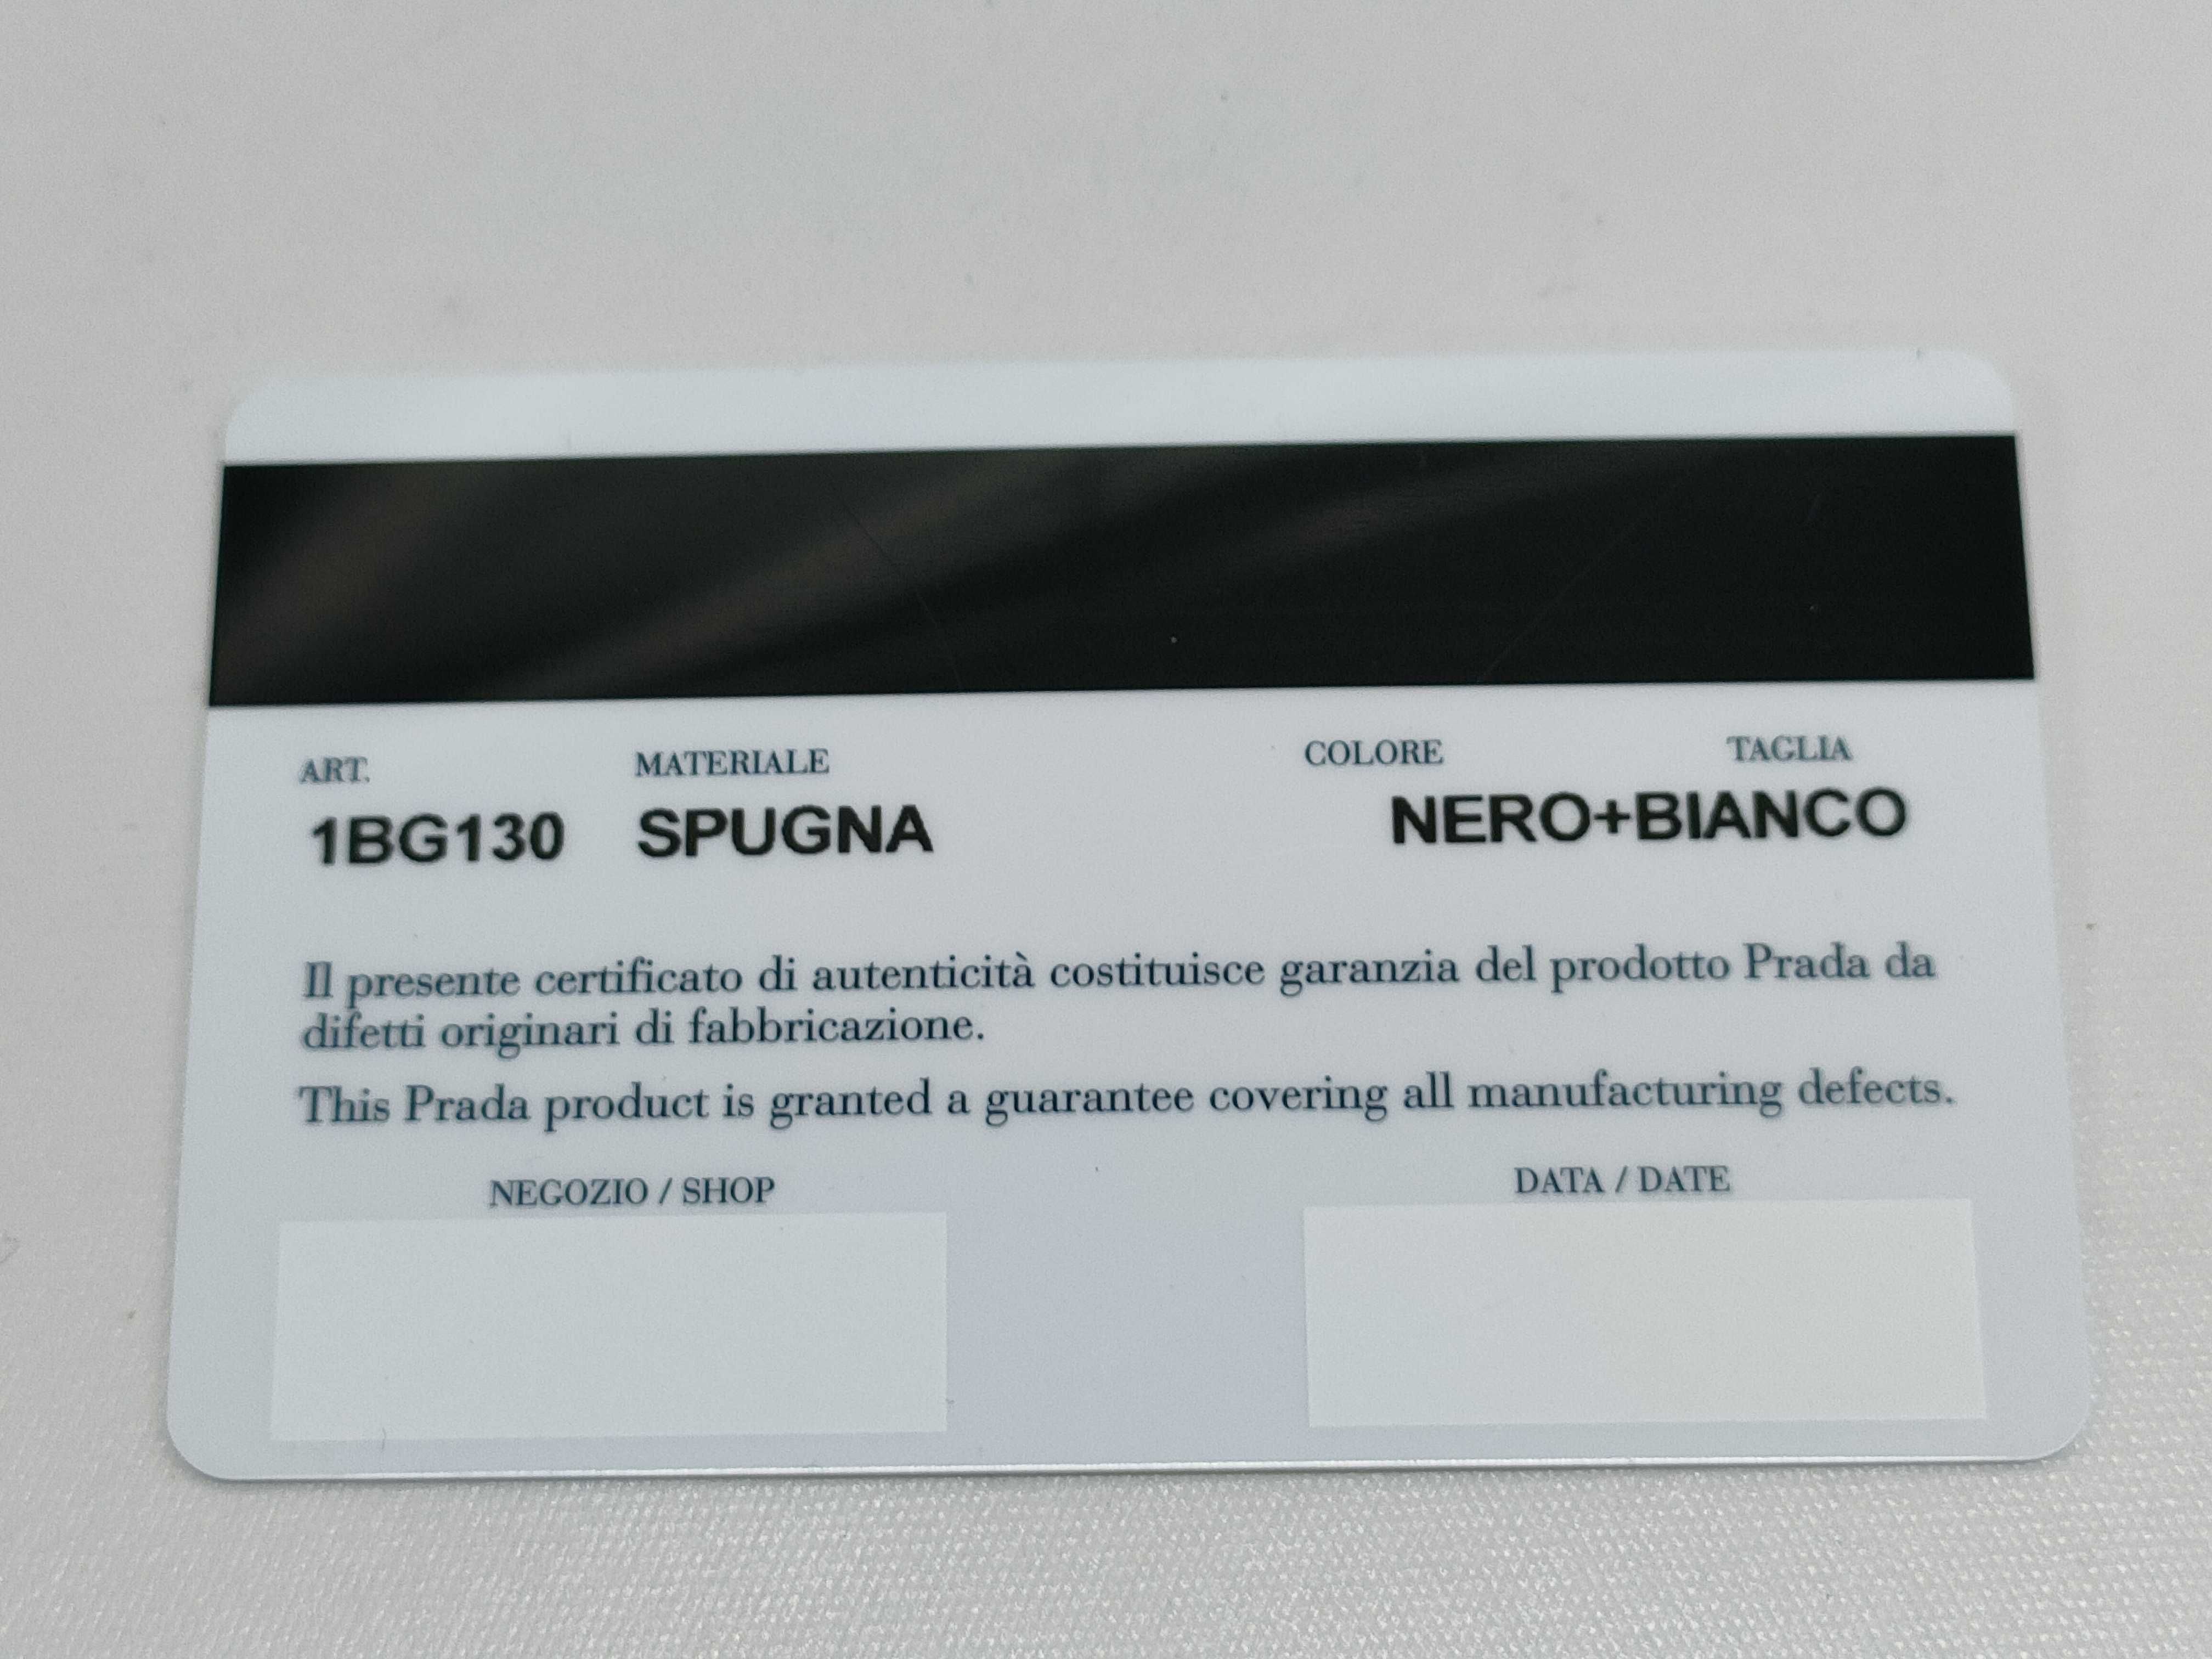 ART. MATERIALE COLORE TAGLIA
1BG130 SPUGNA NERO+BIANCO
Il presente certificato di autenticità costituisce garanzia del prodotto Prada da
difetti originari di fabbricazione.
This Prada product is granted a guarantee covering all manufacturing defects.
NEGOZIO / SHOP DATA / DATE